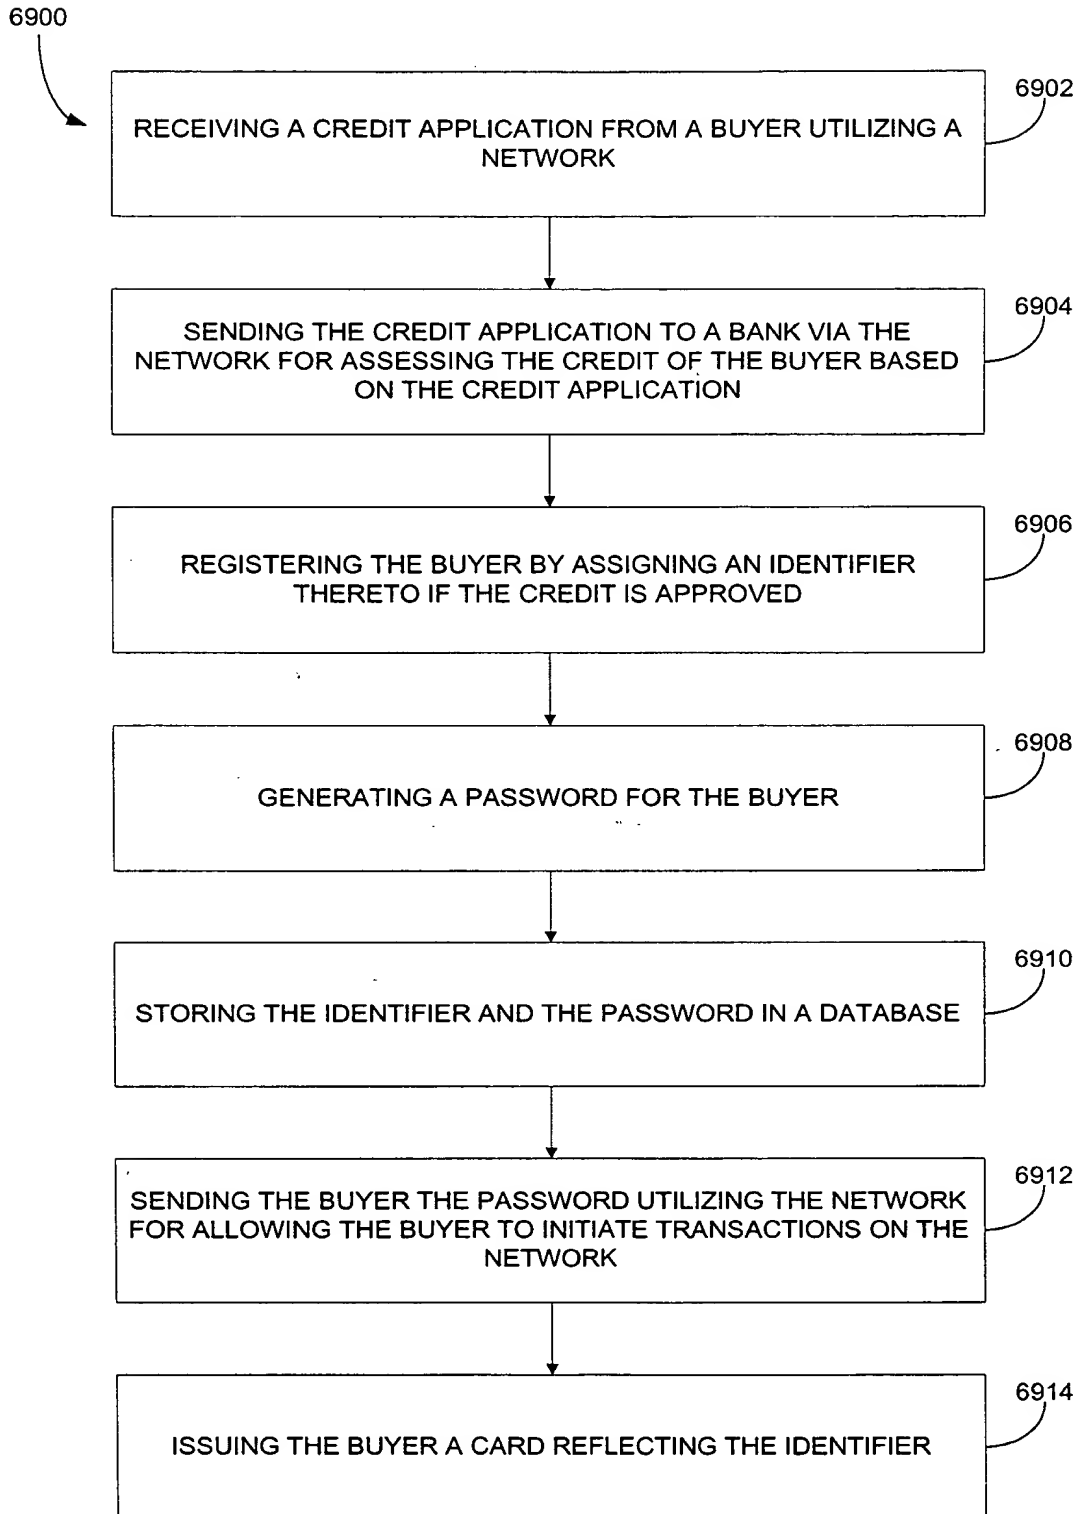 6900
6902
RECEIVING A CREDIT APPLICATION FROM A BUYER UTILIZING A
NETWORK
6904
SENDING THE CREDIT APPLICATION TO A BANK VIA THE
NETWORK FOR ASSESSING THE CREDIT OF THE BUYER BASED
ON THE CREDIT APPLICATION
6906
REGISTERING THE BUYER BY ASSIGNING AN IDENTIFIER
THERETO IF THE CREDIT IS APPROVED
6908
GENERATING A PASSWORD FOR THE BUYER
6910
STORING THE IDENTIFIER AND THE PASSWORD IN A DATABASE
6912
SENDING THE BUYER THE PASSWORD UTILIZING THE NETWORK
FOR ALLOWING THE BUYER TO INITIATE TRANSACTIONS ON THE
NETWORK
6914
ISSUING THE BUYER A CARD REFLECTING THE IDENTIFIER